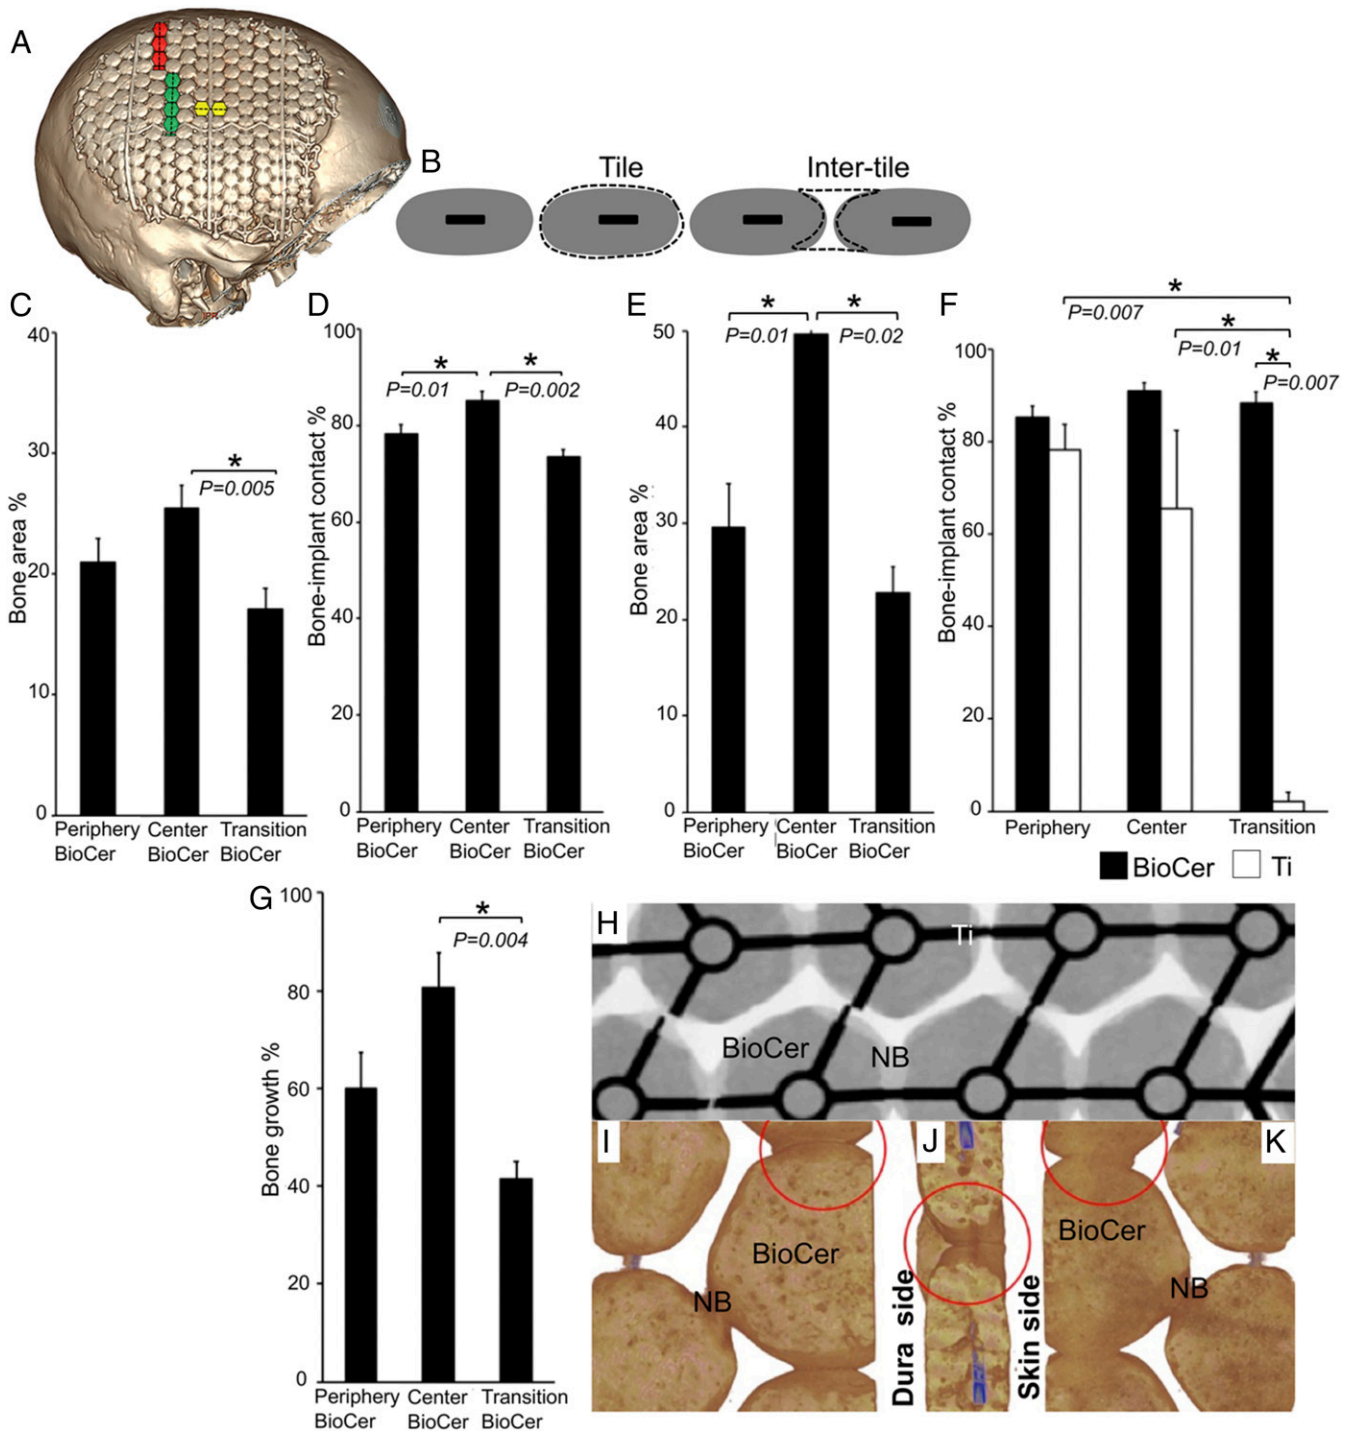 A
B
Tile
Inter-tile
C
40
30
20
10
0
Bone area %
*
P=0.005
Periphery
BioCer
Center
BioCer
Transition
BioCer
D
100
80
60
40
20
0
Bone-implant contact %
*
P=0.01
*
P=0.002
Periphery
BioCer
Center
BioCer
Transition
BioCer
E
50
40
30
20
10
0
Bone area %
*
P=0.01
*
P=0.02
Periphery
BioCer
Center
BioCer
Transition
BioCer
F
100
80
60
40
20
0
Bone-implant contact %
*
P=0.007
*
P=0.01
*
P=0.007
Periphery
Center
Transition
BioCer
Ti
G
100
80
60
40
20
0
Bone growth %
*
P=0.004
Periphery
BioCer
Center
BioCer
Transition
BioCer
H
Ti
BioCer
NB
I
BioCer
NB
J
Dura side
Skin side
K
BioCer
NB